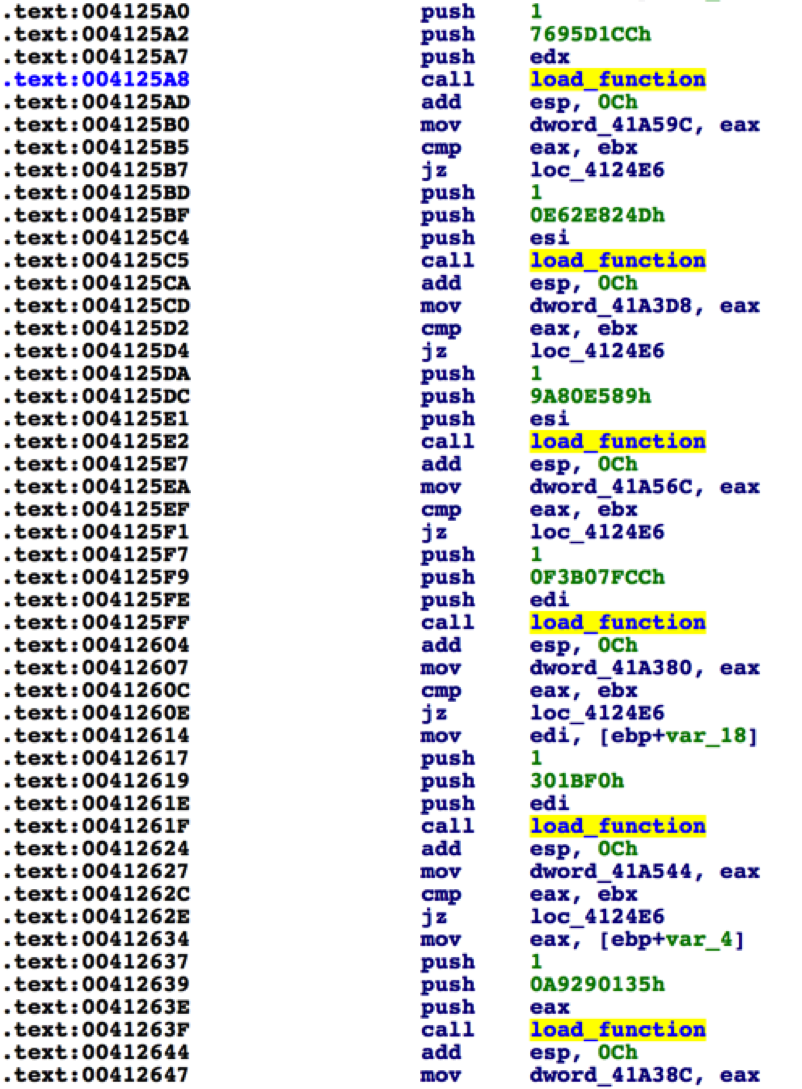 .text:004125A0 push 1
.text:004125A2 push 7695D1CCh
.text:004125A7 push edx
.text:004125A8 call load_function
.text:004125AD add esp, 0Ch
.text:004125B0 mov dword_41A59C, eax
.text:004125B5 cmp eax, ebx
.text:004125B7 jz loc_4124E6
.text:004125BD push 1
.text:004125BF push 0E62E824Dh
.text:004125C4 push esi
.text:004125C5 call load_function
.text:004125CA add esp, 0Ch
.text:004125CD mov dword_41A3D8, eax
.text:004125D2 cmp eax, ebx
.text:004125D4 jz loc_4124E6
.text:004125DA push 1
.text:004125DC push 9A80E589h
.text:004125E1 push esi
.text:004125E2 call load_function
.text:004125E7 add esp, 0Ch
.text:004125EA mov dword_41A56C, eax
.text:004125EF cmp eax, ebx
.text:004125F1 jz loc_4124E6
.text:004125F7 push 1
.text:004125F9 push 0F3B07FCCh
.text:004125FE push edi
.text:004125FF call load_function
.text:00412604 add esp, 0Ch
.text:00412607 mov dword_41A380, eax
.text:0041260C cmp eax, ebx
.text:0041260E jz loc_4124E6
.text:00412614 mov edi, [ebp+var_18]
.text:00412617 push 1
.text:00412619 push 301BF0h
.text:0041261E push edi
.text:0041261F call load_function
.text:00412624 add esp, 0Ch
.text:00412627 mov dword_41A544, eax
.text:0041262C cmp eax, ebx
.text:0041262E jz loc_4124E6
.text:00412634 mov eax, [ebp+var_4]
.text:00412637 push 1
.text:00412639 push 0A9290135h
.text:0041263E push eax
.text:0041263F call load_function
.text:00412644 add esp, 0Ch
.text:00412647 mov dword_41A38C, eax